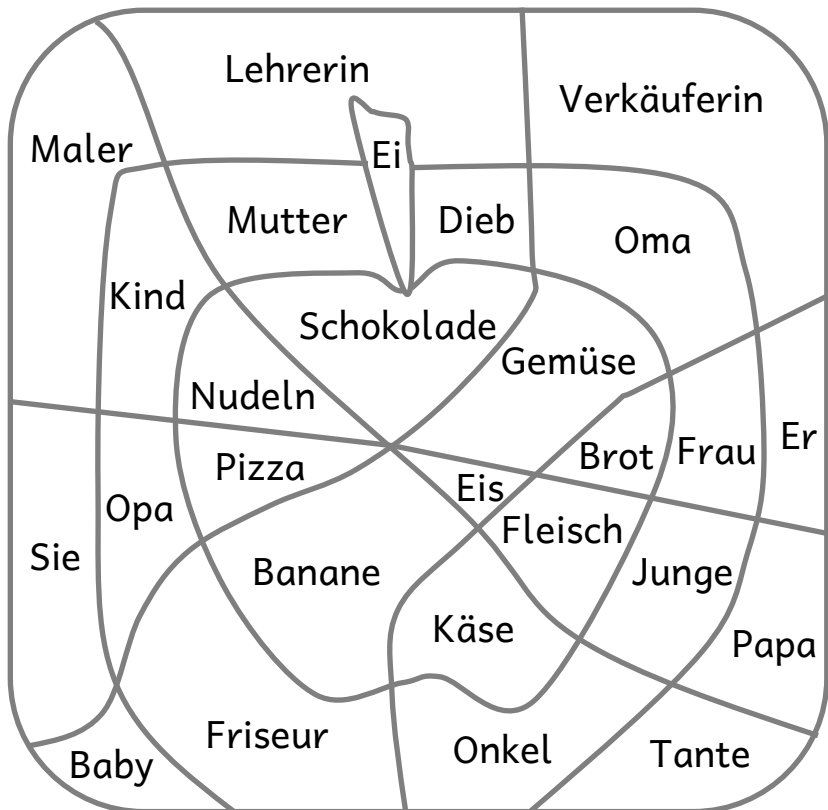 Lehrerin
Verkäuferin
Maler
Ei
Mutter
Dieb
Oma
Kind
Schokolade
Gemüse
Nudeln
Er
Brot
Frau
Pizza
Eis
Opa
Fleisch
Sie
Banane
Junge
Käse
Papa
Friseur
Onkel
Tante
Baby